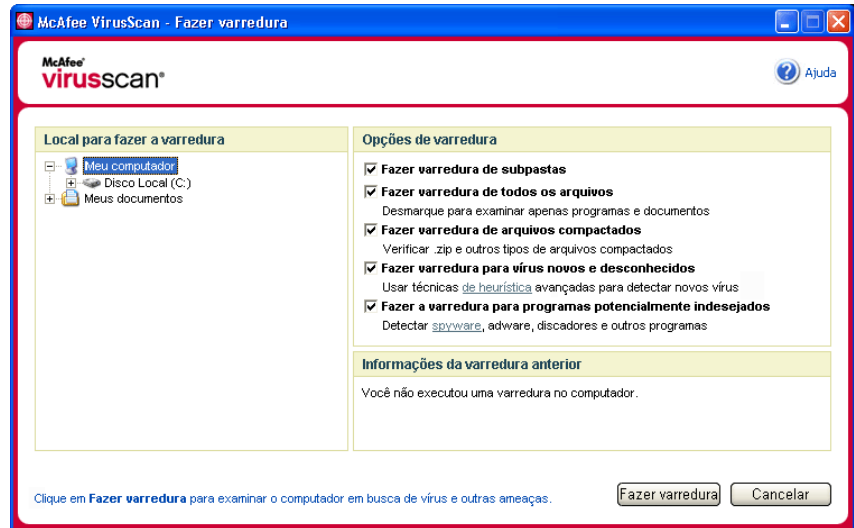 McAfee VirusScan - Fazer varredura
McAfee®
virusscan®
Ajuda
Local para fazer a varredura
Meu computador
Disco Local (C:)
Meus documentos
Opções de varredura
Fazer varredura de subpastas
Fazer varredura de todos os arquivos
Desmarque para examinar apenas programas e documentos
Fazer varredura de arquivos compactados
Verificar .zip e outros tipos de arquivos compactados
Fazer varredura para vírus novos e desconhecidos
Usar técnicas de heurística avançadas para detectar novos vírus
Fazer a varredura para programas potencialmente indesejados
Detectar spyware, adware, discadores e outros programas
Informações da varredura anterior
Você não executou uma varredura no computador.
Clique em Fazer varredura para examinar o computador em busca de vírus e outras ameaças.
Fazer varredura
Cancelar